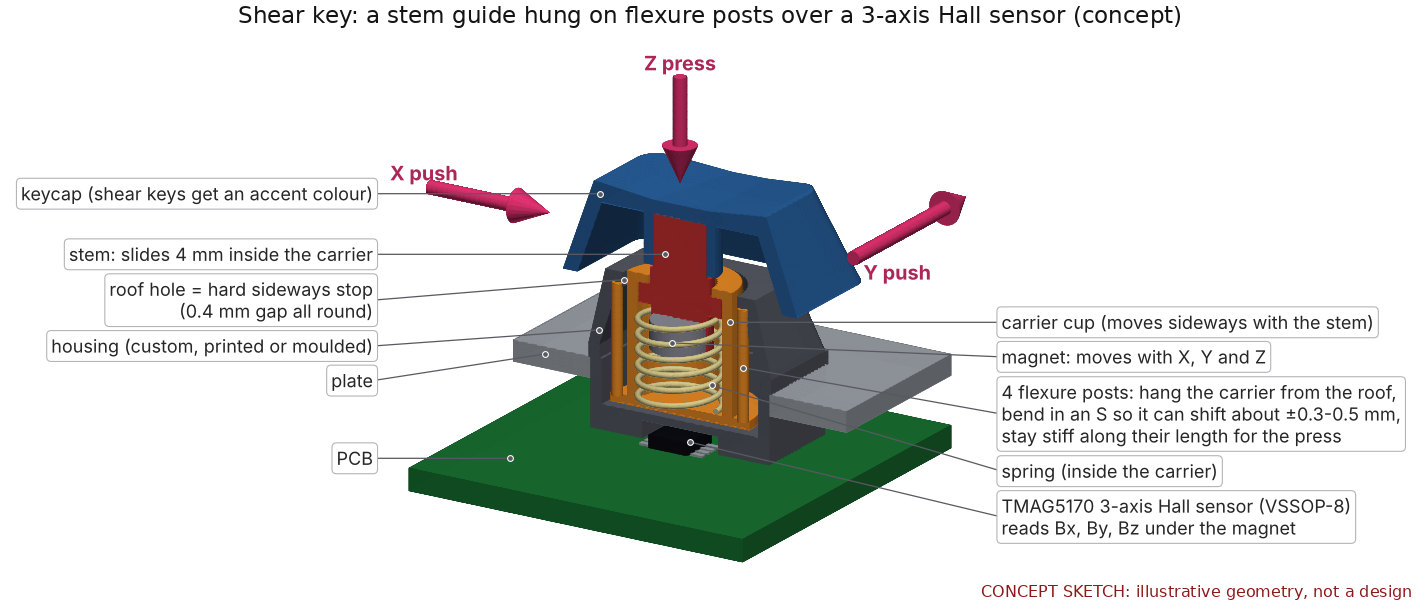 Shear key: a stem guide hung on flexure posts over a 3-axis Hall sensor (concept)
Z press
X push
keycap (shear keys get an accent colour)
Y push
stem: slides 4 mm inside the carrier
roof hole = hard sideways stop
(0.4 mm gap all round)
housing (custom, printed or moulded)
plate
PCB
carrier cup (moves sideways with the stem)
magnet: moves with X, Y and Z
4 flexure posts: hang the carrier from the roof,
bend in an S so it can shift about ±0.3-0.5 mm,
stay stiff along their length for the press
spring (inside the carrier)
TMAG5170 3-axis Hall sensor (VSSOP-8)
reads Bx, By, Bz under the magnet
CONCEPT SKETCH: illustrative geometry, not a design